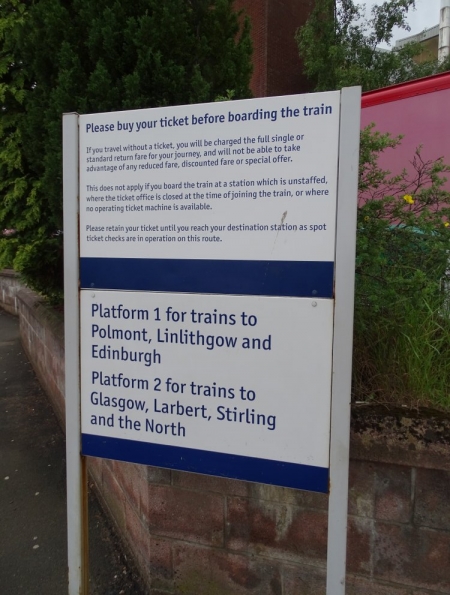 Please buy your ticket before boarding the train
If you travel without a ticket, you will be charged the full single or
standard return fare for your journey, and will not be able to take
advantage of any reduced fare, discounted fare or special offer.
This does not apply if you board the train at a station which is unstaffed,
where the ticket office is closed at the time of joining the train, or where
no operating ticket machine is available.
Please retain your ticket until you reach your destination station as spot
ticket checks are in operation on this route.
Platform 1 for trains to
Polmont, Linlithgow and
Edinburgh
Platform 2 for trains to
Glasgow, Larbert, Stirling
and the North